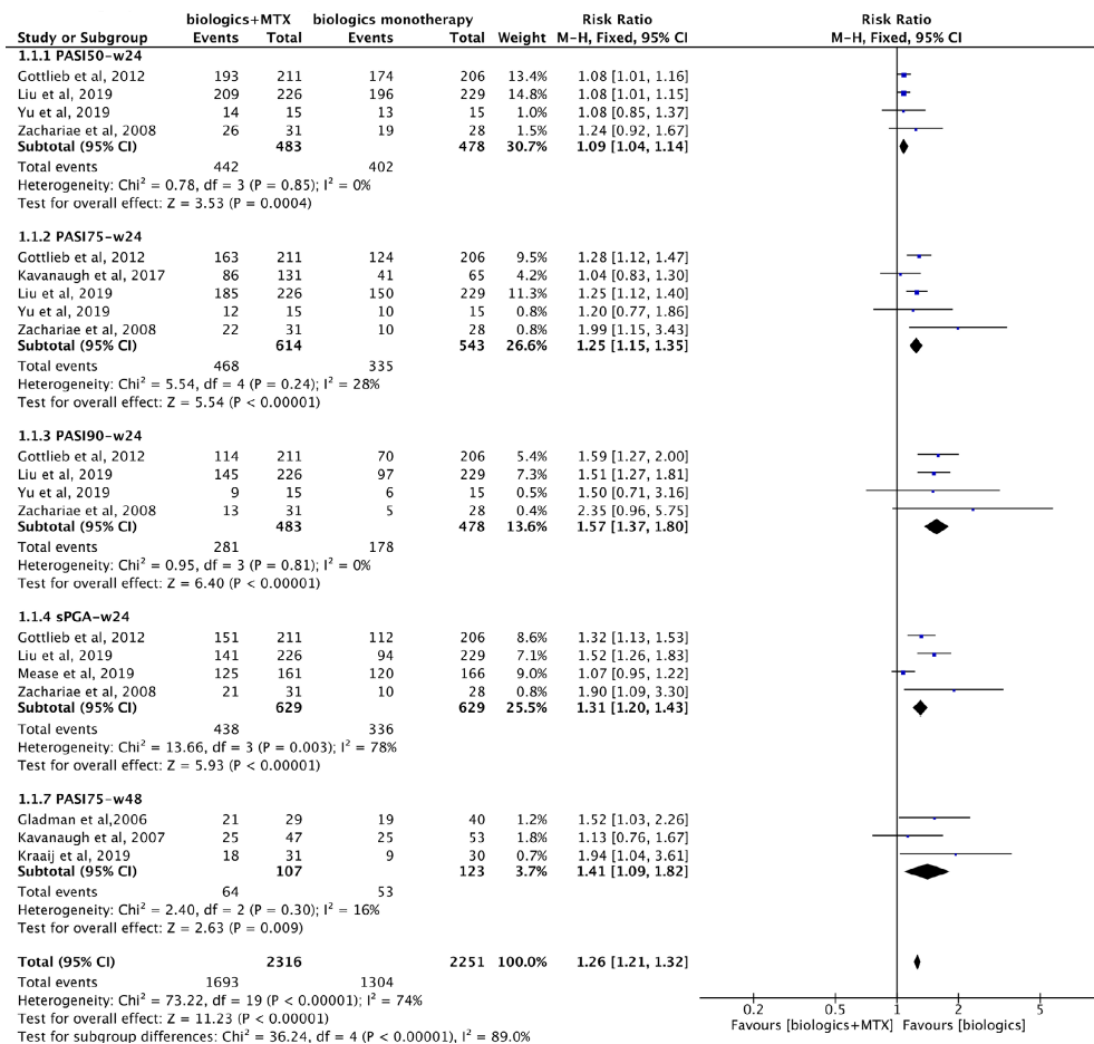 biologics+MTX biologics monotherapy Risk Ratio Risk Ratio
Study or Subgroup Events Total Events Total Weight M-H, Fixed, 95% CI M-H, Fixed, 95% CI
1.1.1 PASI50-w24
Gottlieb et al, 2012 193 211 174 206 13.4% 1.08 [1.01, 1.16]
Liu et al, 2019 209 226 196 229 14.8% 1.08 [1.01, 1.15]
Yu et al, 2019 14 15 13 15 1.0% 1.08 [0.85, 1.37]
Zachariae et al, 2008 26 31 19 28 1.5% 1.24 [0.92, 1.67]
Subtotal (95% CI) 483 478 30.7% 1.09 [1.04, 1.14]
Total events 442 402
Heterogeneity: Chi² = 0.78, df = 3 (P = 0.85); I² = 0%
Test for overall effect: Z = 3.53 (P = 0.0004)
1.1.2 PASI75-w24
Gottlieb et al, 2012 163 211 124 206 9.5% 1.28 [1.12, 1.47]
Kavanaugh et al, 2017 86 131 41 65 4.2% 1.04 [0.83, 1.30]
Liu et al, 2019 185 226 150 229 11.3% 1.25 [1.12, 1.40]
Yu et al, 2019 12 15 10 15 0.8% 1.20 [0.77, 1.86]
Zachariae et al, 2008 22 31 10 28 0.8% 1.99 [1.15, 3.43]
Subtotal (95% CI) 614 543 26.6% 1.25 [1.15, 1.35]
Total events 468 335
Heterogeneity: Chi² = 5.54, df = 4 (P = 0.24); I² = 28%
Test for overall effect: Z = 5.54 (P < 0.00001)
1.1.3 PASI90-w24
Gottlieb et al, 2012 114 211 70 206 5.4% 1.59 [1.27, 2.00]
Liu et al, 2019 145 226 97 229 7.3% 1.51 [1.27, 1.81]
Yu et al, 2019 9 15 6 15 0.5% 1.50 [0.71, 3.16]
Zachariae et al, 2008 13 31 5 28 0.4% 2.35 [0.96, 5.75]
Subtotal (95% CI) 483 478 13.6% 1.57 [1.37, 1.80]
Total events 281 178
Heterogeneity: Chi² = 0.95, df = 3 (P = 0.81); I² = 0%
Test for overall effect: Z = 6.40 (P < 0.00001)
1.1.4 sPGA-w24
Gottlieb et al, 2012 151 211 112 206 8.6% 1.32 [1.13, 1.53]
Liu et al, 2019 141 226 94 229 7.1% 1.52 [1.26, 1.83]
Mease et al, 2019 125 161 120 166 9.0% 1.07 [0.95, 1.22]
Zachariae et al, 2008 21 31 10 28 0.8% 1.90 [1.09, 3.30]
Subtotal (95% CI) 629 629 25.5% 1.31 [1.20, 1.43]
Total events 438 336
Heterogeneity: Chi² = 13.66, df = 3 (P = 0.003); I² = 78%
Test for overall effect: Z = 5.93 (P < 0.00001)
1.1.7 PASI75-w48
Gladman et al,2006 21 29 19 40 1.2% 1.52 [1.03, 2.26]
Kavanaugh et al, 2007 25 47 25 53 1.8% 1.13 [0.76, 1.67]
Kraaij et al, 2019 18 31 9 30 0.7% 1.94 [1.04, 3.61]
Subtotal (95% CI) 107 123 3.7% 1.41 [1.09, 1.82]
Total events 64 53
Heterogeneity: Chi² = 2.40, df = 2 (P = 0.30); I² = 16%
Test for overall effect: Z = 2.63 (P = 0.009)
Total (95% CI) 2316 2251 100.0% 1.26 [1.21, 1.32]
Total events 1693 1304
Heterogeneity: Chi² = 73.22, df = 19 (P < 0.00001); I² = 74%
Test for overall effect: Z = 11.23 (P < 0.00001)
Test for subgroup differences: Chi² = 36.24, df = 4 (P < 0.00001), I² = 89.0%
0.2 0.5 1 2 5
Favours [biologics+MTX] Favours [biologics]